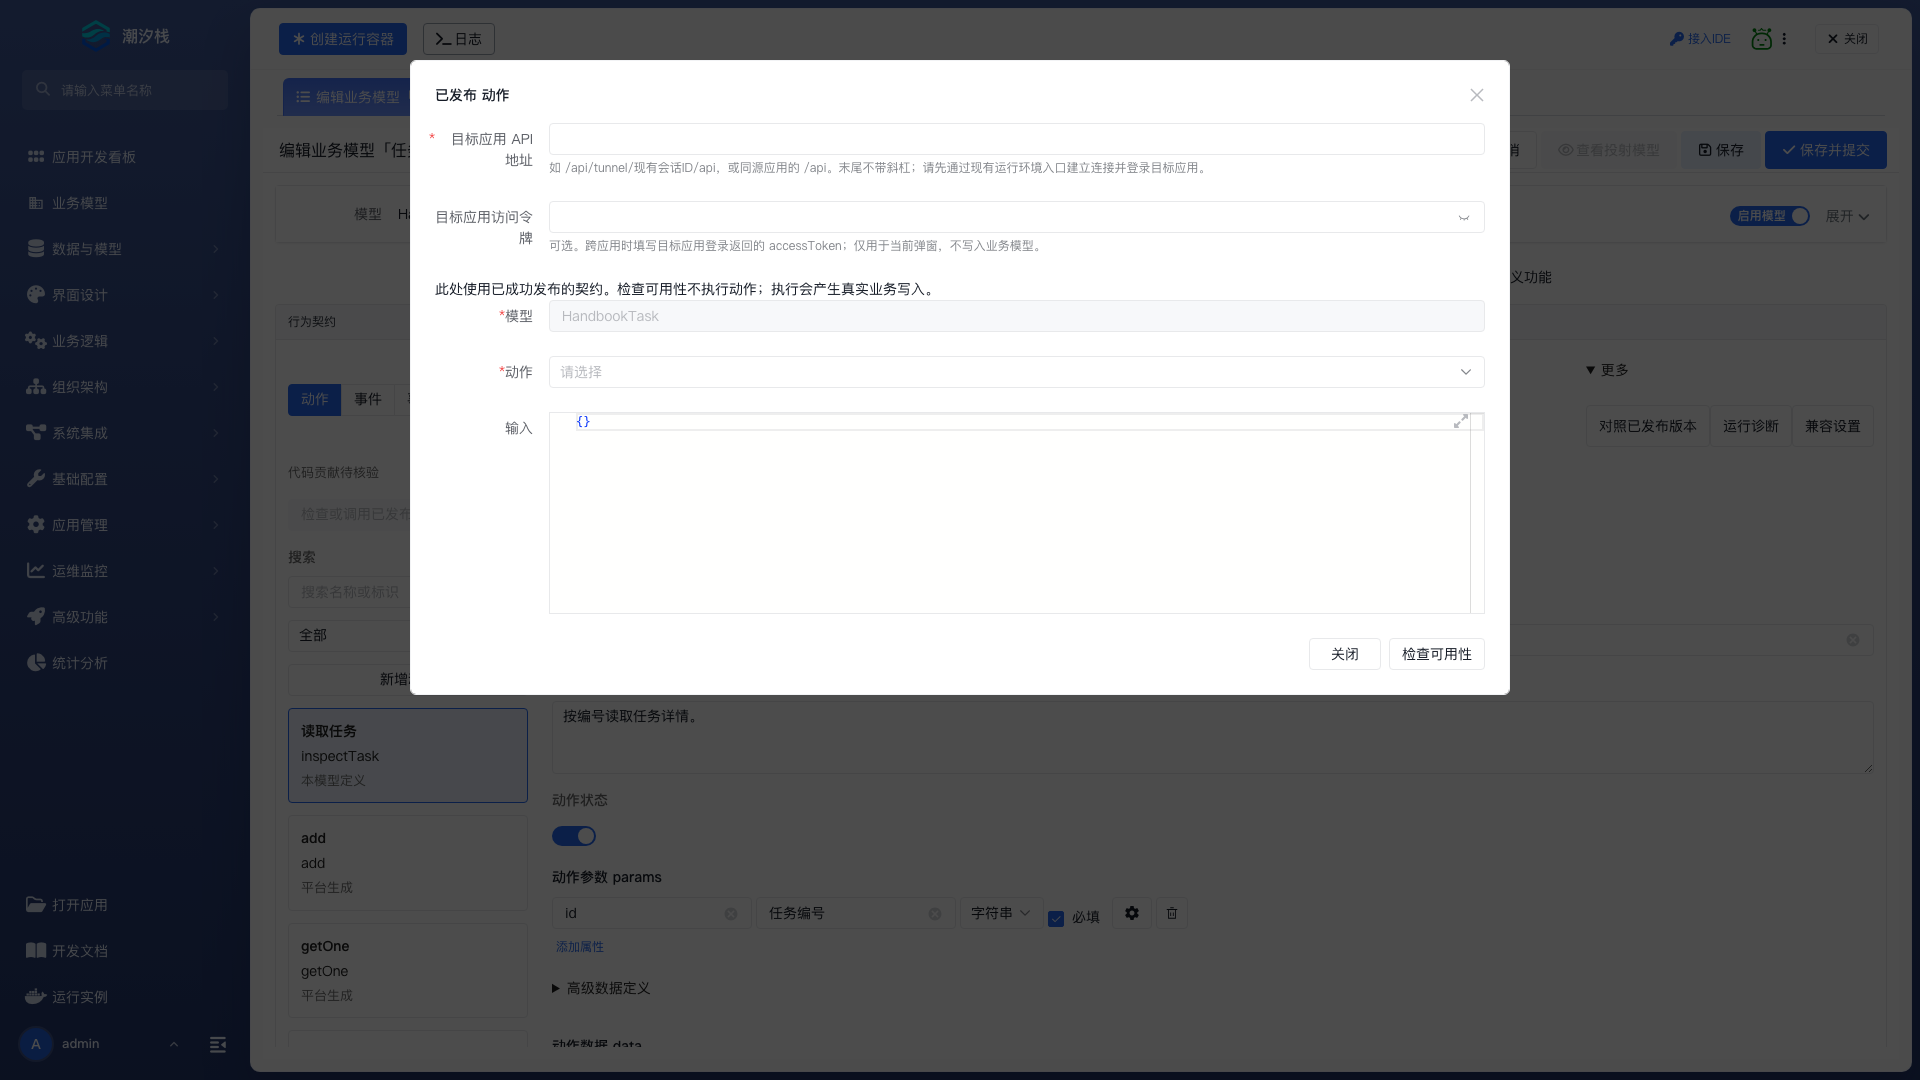 潮汐栈
请输入菜单名称
应用开发看板
业务模型
数据与模型
界面设计
业务逻辑
组织架构
系统集成
基础配置
应用管理
运维监控
高级功能
统计分析
打开应用
开发文档
运行实例
A admin
创建运行容器
日志
接入IDE
关闭
编辑业务模型
编辑业务模型「任
查看投射模型
保存
保存并提交
模型
启用模型
展开
义功能
行为契约
更多
动作
事件
对照已发布版本
运行诊断
兼容设置
代码贡献待核验
检查或调用已发布
搜索
搜索名称或标识
全部
新增
读取任务
inspectTask
本模型定义
add
add
平台生成
getOne
getOne
平台生成
已发布 动作
* 目标应用 API 地址
如 /api/tunnel/现有会话ID/api，或同源应用的 /api。末尾不带斜杠；请先通过现有运行环境入口建立连接并登录目标应用。
目标应用访问令牌
可选。跨应用时填写目标应用登录返回的 accessToken；仅用于当前弹窗，不写入业务模型。
此处使用已成功发布的契约。检查可用性不执行动作；执行会产生真实业务写入。
*模型
HandbookTask
*动作
请选择
输入
{}
关闭
检查可用性
按编号读取任务详情。
动作状态
动作参数 params
id
任务编号
字符串
必填
添加属性
高级数据定义
动作数据 data